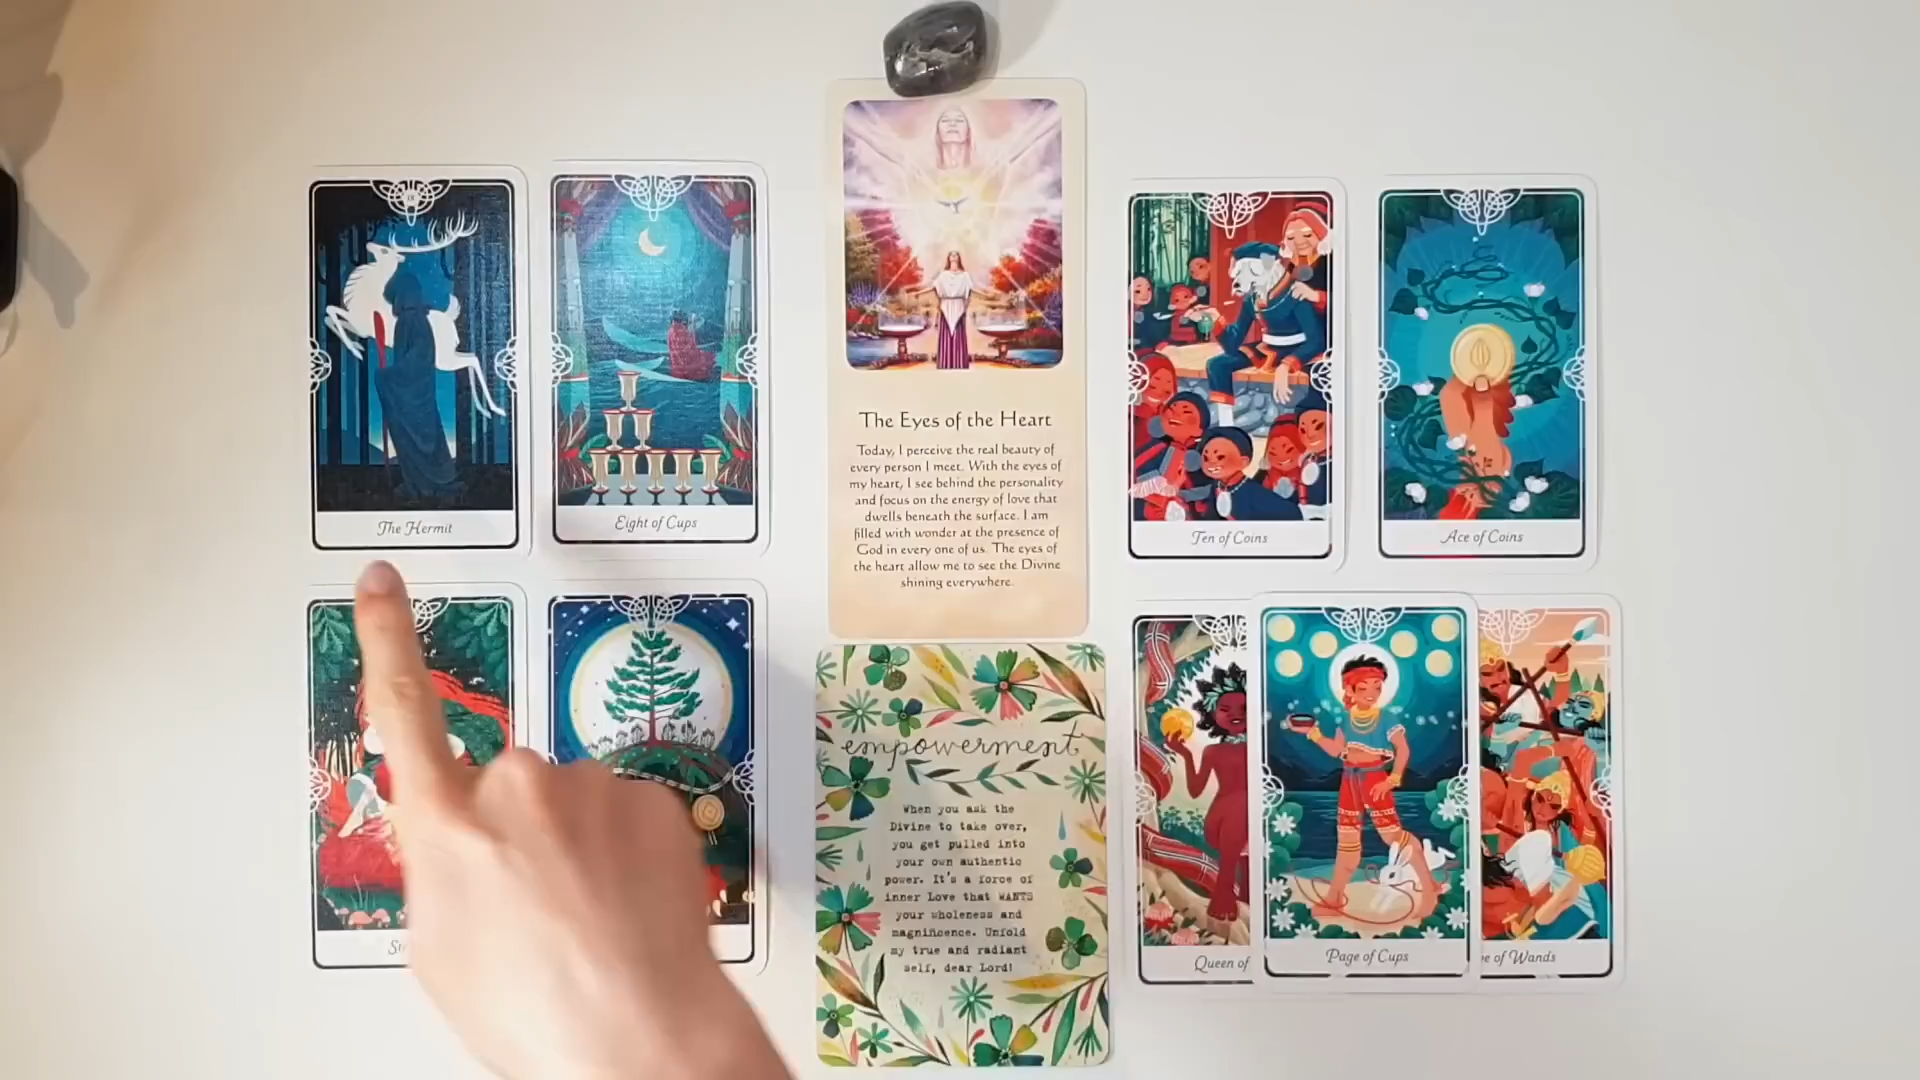 IX
The Hermit
Eight of Cups
The Eyes of the Heart
Today, I perceive the real beauty of
every person I meet. With the eyes of
my heart, I see behind the personality
and focus on the energy of love that
dwells beneath the surface. I am
filled with wonder at the presence of
God in every one of us. The eyes of
the heart allow me to see the Divine
shining everywhere.
Ten of Coins
Ace of Coins
empowerment
When you ask the
Divine to take over,
you get pulled into
your own authentic
power. It's a force of
inner Love that WANTS
your wholeness and
magnificence. Unfold
my true and radiant
self, dear Lord!
Queen of
Page of Cups
of Wands